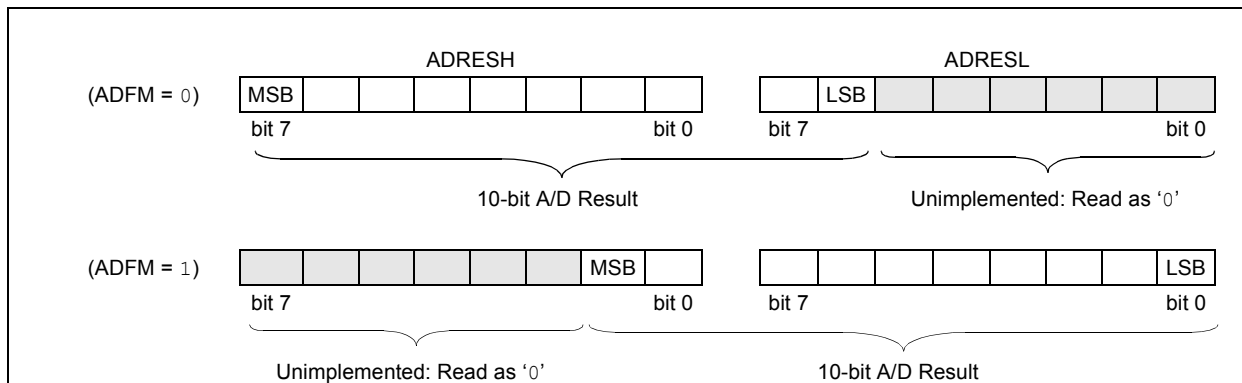 ADRESH ADRESL
(ADFM = 0) MSB LSB
bit 7 bit 0 bit 7 bit 0
10-bit A/D Result Unimplemented: Read as ‘0’
(ADFM = 1) MSB LSB
bit 7 bit 0 bit 7 bit 0
Unimplemented: Read as ‘0’ 10-bit A/D Result